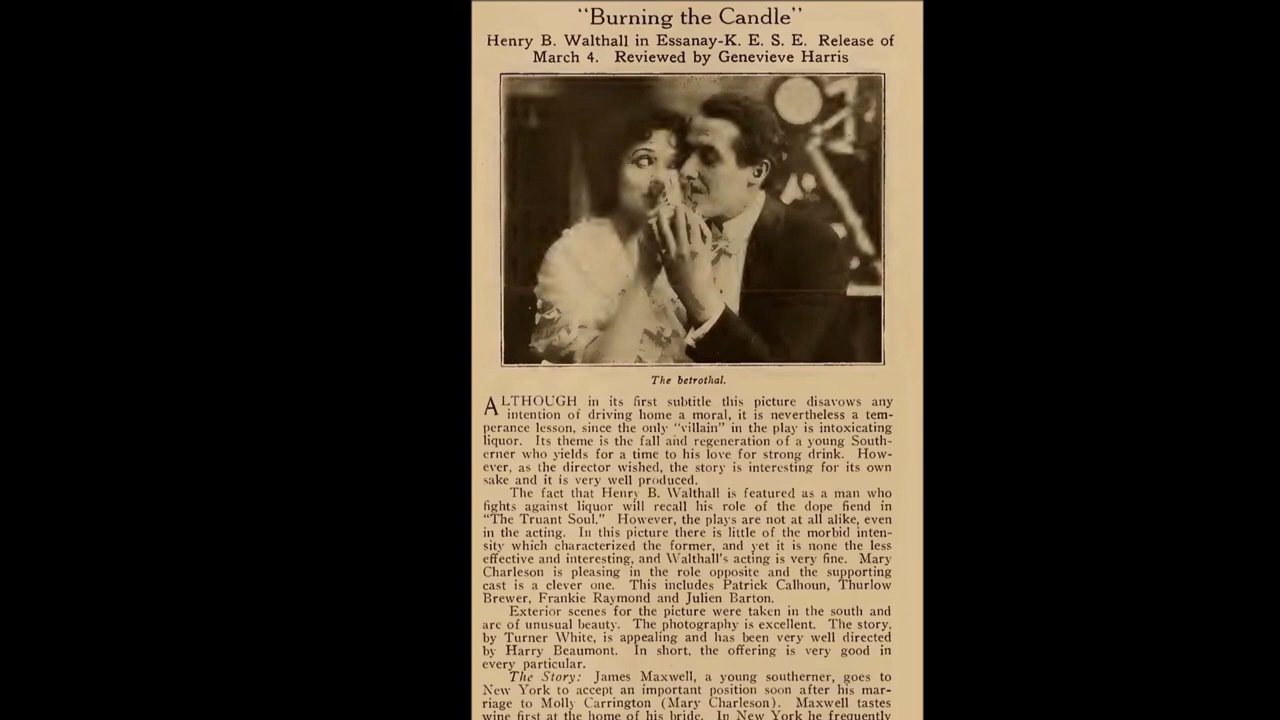 "Burning the Candle"
Henry B. Walthall in Essanay-K. E. S. E. Release of
March 4. Reviewed by Genevieve Harris
The betrothal.
ALTHOUGH in its first subtitle this picture disavows any
intention of driving home a moral, it is nevertheless a tem-
perance lesson, since the only "villain" in the play is intoxicating
liquor. Its theme is the fall and regeneration of a young South-
erner who yields for a time to his love for strong drink. How-
ever, as the director wished, the story is interesting for its own
sake and it is very well produced.
The fact that Henry B. Walthall is featured as a man who
fights against liquor will recall his role of the dope fiend in
"The Truant Soul." However, the plays are not at all alike, even
in the acting. In this picture there is little of the morbid inten-
sity which characterized the former, and yet it is none the less
effective and interesting, and Walthall's acting is very fine. Mary
Charleson is pleasing in the role opposite and the supporting
cast is a clever one. This includes Patrick Calhoun, Thurlow
Brewer, Frankie Raymond and Julien Barton.
Exterior scenes for the picture were taken in the south and
are of unusual beauty. The photography is excellent. The story,
by Turner White, is appealing and has been very well directed
by Harry Beaumont. In short, the offering is very good in
every particular.
The Story: James Maxwell, a young southerner, goes to
New York to accept an important position soon after his mar-
riage to Molly Carrington (Mary Charleson). Maxwell tastes
wine first at the home of his bride. In New York he frequently